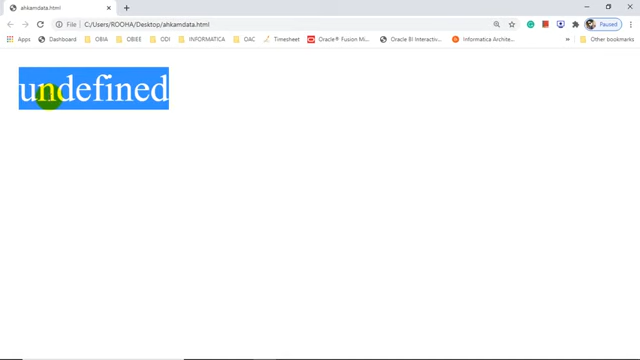 ahkamdata.html
File C:/Users/ROOHA/Desktop/ahkamdata.html Paused
Apps Dashboard OBIA OBIEE ODI INFORMATICA OAC Timesheet Oracle® Fusion Mi... Oracle BI Interactiv... Informatica Architec... » Other bookmarks
undefined